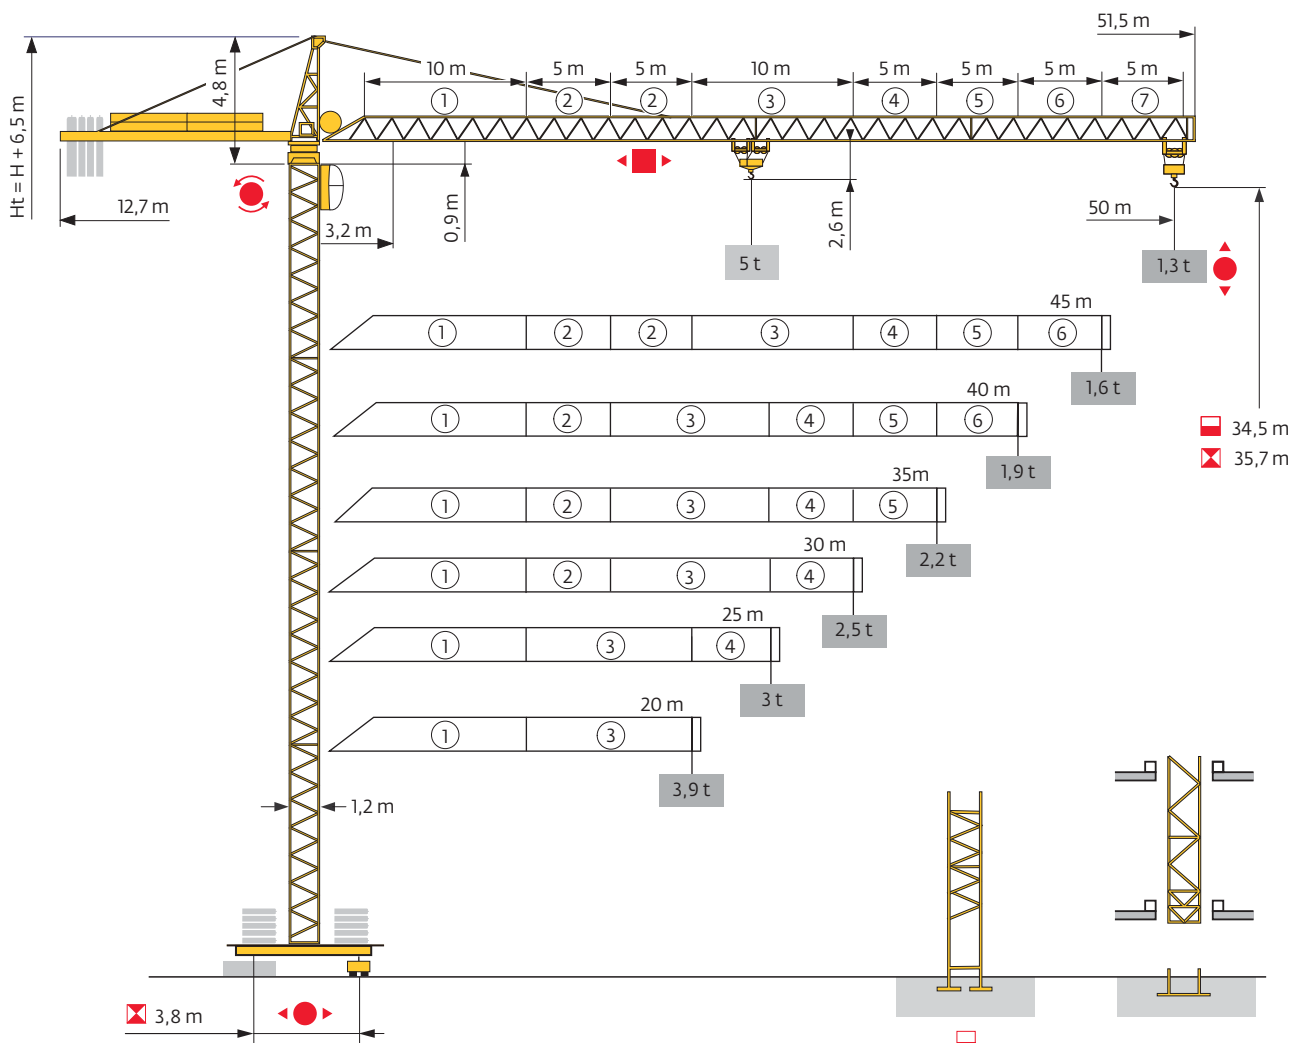 51,5 m
10 m 5 m 5 m 10 m 5 m 5 m 5 m 5 m
1 2 2 3 4 5 6 7
4,8 m
Ht = H + 6,5 m
12,7 m
3,2 m
0,9 m
2,6 m
50 m
5 t
1,3 t
45 m
1 2 2 3 4 5 6
1,6 t
40 m
1 2 3 4 5 6
1,9 t
34,5 m
35,7 m
35m
1 2 3 4 5
2,2 t
30 m
1 2 3 4
2,5 t
25 m
1 3 4
3 t
20 m
1 3
3,9 t
1,2 m
3,8 m